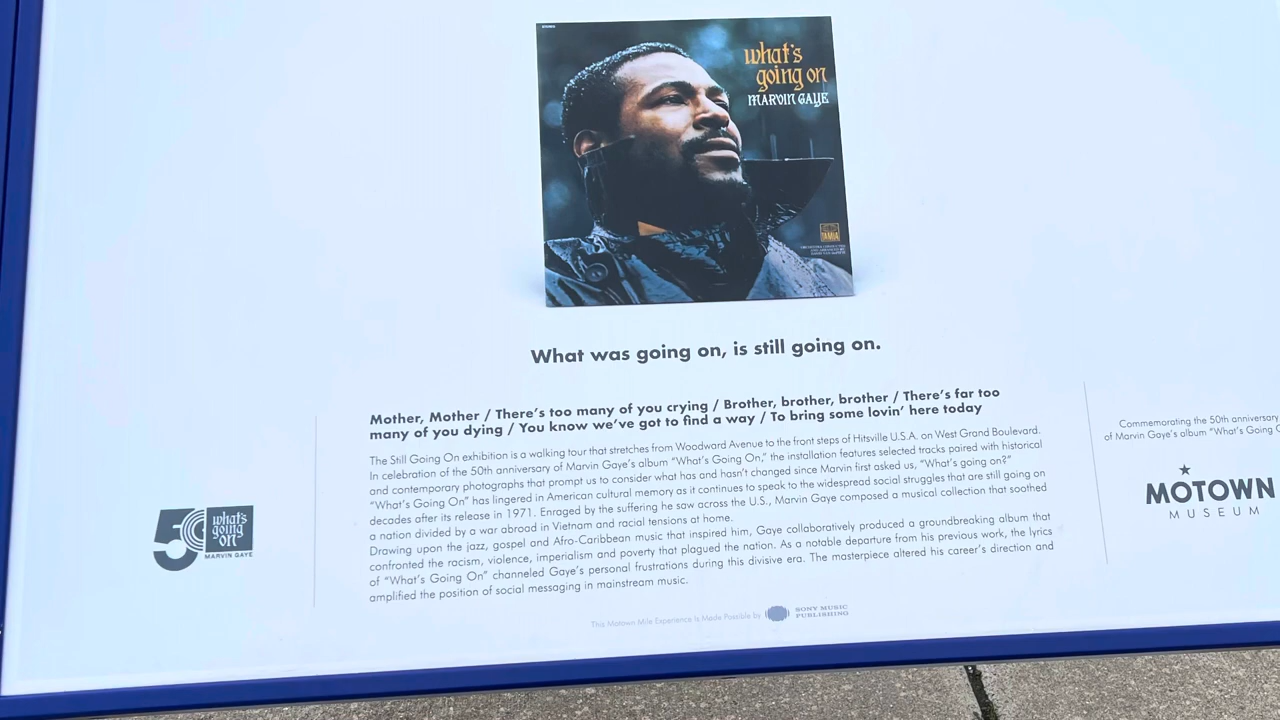 STEREO
what's
going on
MARVIN GAYE
TAMLA
What was going on, is still going on.
Mother, Mother / There's too many of you crying / Brother, brother, brother / There's far too
many of you dying / You know we've got to find a way / To bring some lovin' here today
The Still Going On exhibition is a walking tour that stretches from Woodward Avenue to the front steps of Hitsville U.S.A. on West Grand Boulevard.
In celebration of the 50th anniversary of Marvin Gaye's album "What's Going On," the installation features selected tracks paired with historical
and contemporary photographs that prompt us to consider what has and hasn't changed since Marvin first asked us, "What's going on?"
"What's Going On" has lingered in American cultural memory as it continues to speak to the widespread social struggles that are still going on
decades after its release in 1971. Enraged by the suffering he saw across the U.S., Marvin Gaye composed a musical collection that soothed
a nation divided by a war abroad in Vietnam and racial tensions at home.
Drawing upon the jazz, gospel and Afro-Caribbean music that inspired him, Gaye collaboratively produced a groundbreaking album that
confronted the racism, violence, imperialism and poverty that plagued the nation. As a notable departure from his previous work, the lyrics
of "What's Going On" channeled Gaye's personal frustrations during this divisive era. The masterpiece altered his career's direction and
amplified the position of social messaging in mainstream music.
This Motown Mile Experience Is Made Possible by
SONY MUSIC
PUBLISHING
50
what's
going
on
MARVIN GAYE
Commemorating the 50th anniversary
of Marvin Gaye's album "What's Going
MOTOWN
MUSEUM